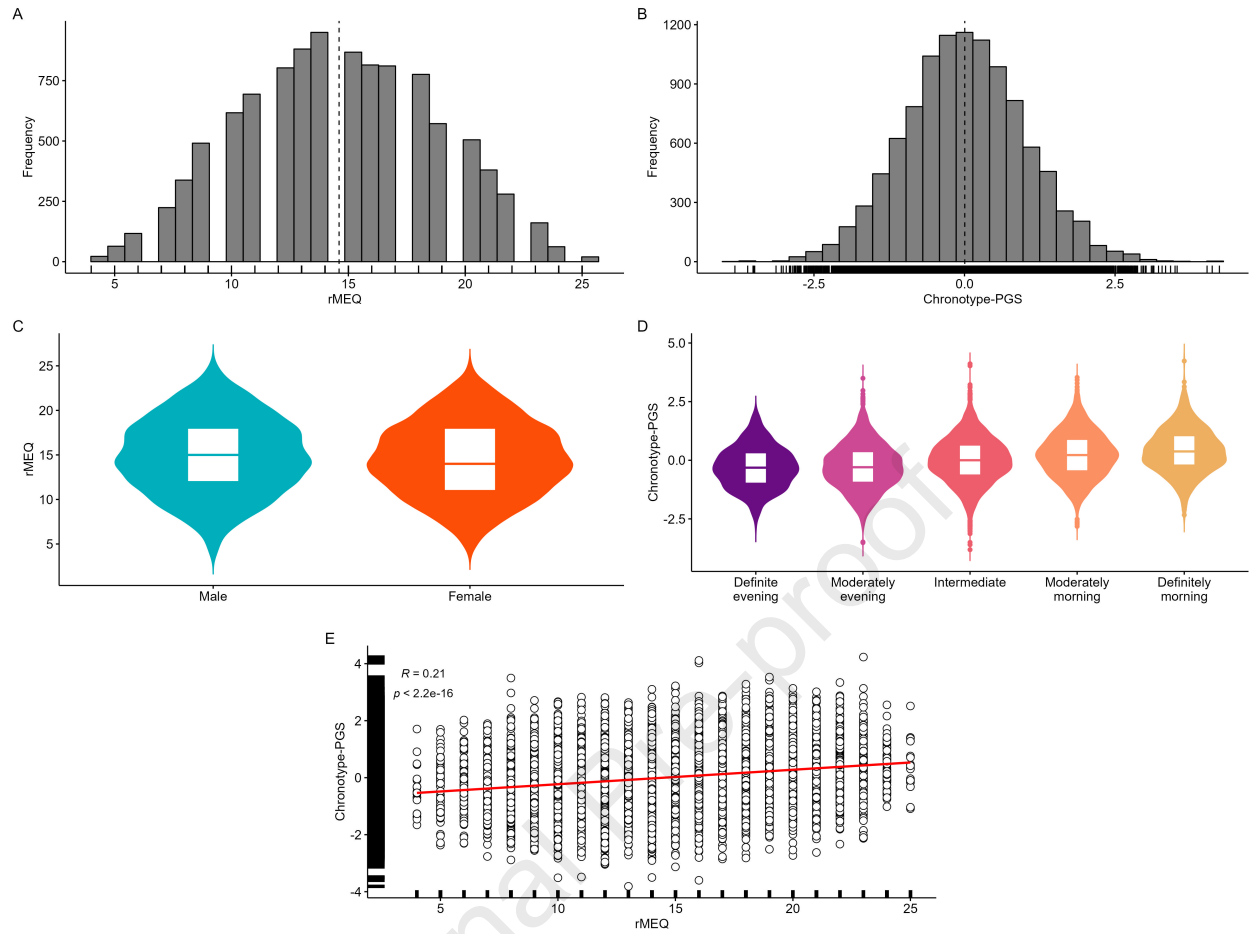 A
Frequency
750
500
250
0
5
10
15
20
25
rMEQ
B
Frequency
1200
900
600
300
0
-2.5
0.0
2.5
Chronotype-PGS
C
rMEQ
25
20
15
10
5
Male
Female
D
Chronotype-PGS
5.0
2.5
0.0
-2.5
Definite
evening
Moderately
evening
Intermediate
Moderately
morning
Definitely
morning
E
Chronotype-PGS
4
2
0
-2
-4
R = 0.21
p < 2.2e-16
5
10
15
20
25
rMEQ
nal Pre-proof